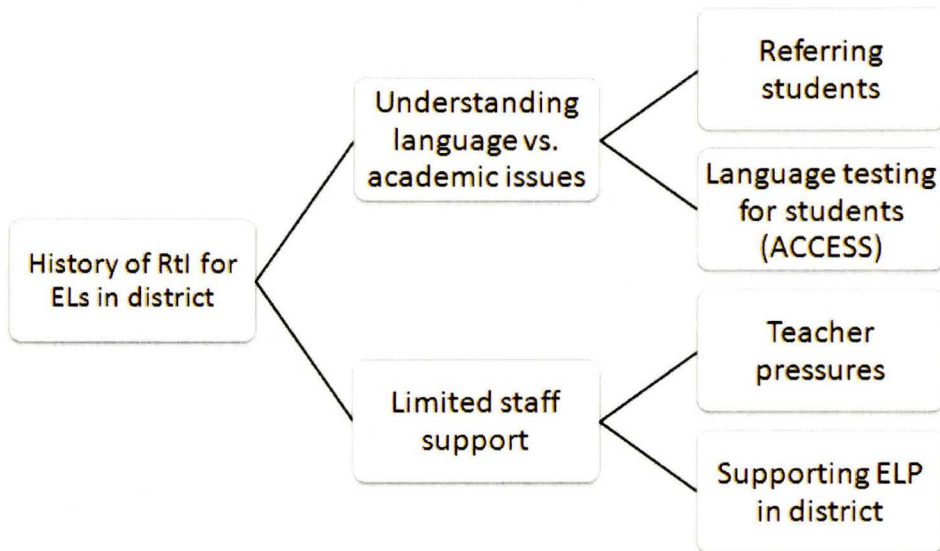 History of RtI for
ELs in district
Understanding
language vs.
academic issues
Referring
students
Language testing
for students
(ACCESS)
Limited staff
support
Teacher
pressures
Supporting ELP
in district